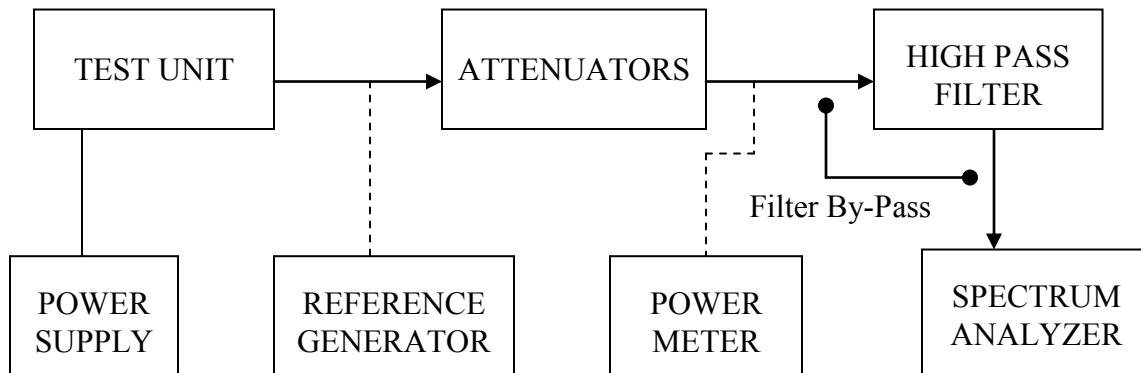 TEST UNIT
ATTENUATORS
HIGH PASS
FILTER
Filter By-Pass
POWER
SUPPLY
REFERENCE
GENERATOR
POWER
METER
SPECTRUM
ANALYZER